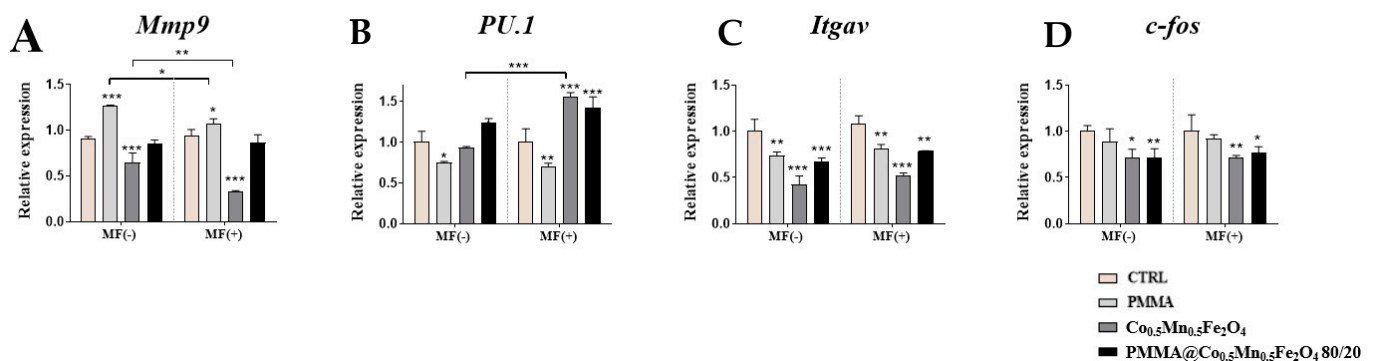 A
Mmp9
**
*
Relative expression
1.5
1.0
0.5
0.0
***
***
*
***
MF(-)
MF(+)
B
PU.1
***
Relative expression
1.5
1.0
0.5
0.0
*
**
***
***
MF(-)
MF(+)
C
Itgav
Relative expression
1.5
1.0
0.5
0.0
**
***
***
**
***
**
MF(-)
MF(+)
D
c-fos
Relative expression
1.5
1.0
0.5
0.0
*
**
**
*
MF(-)
MF(+)
CTRL
PMMA
Co0.5Mn0.5Fe2O4
PMMA@Co0.5Mn0.5Fe2O4 80/20